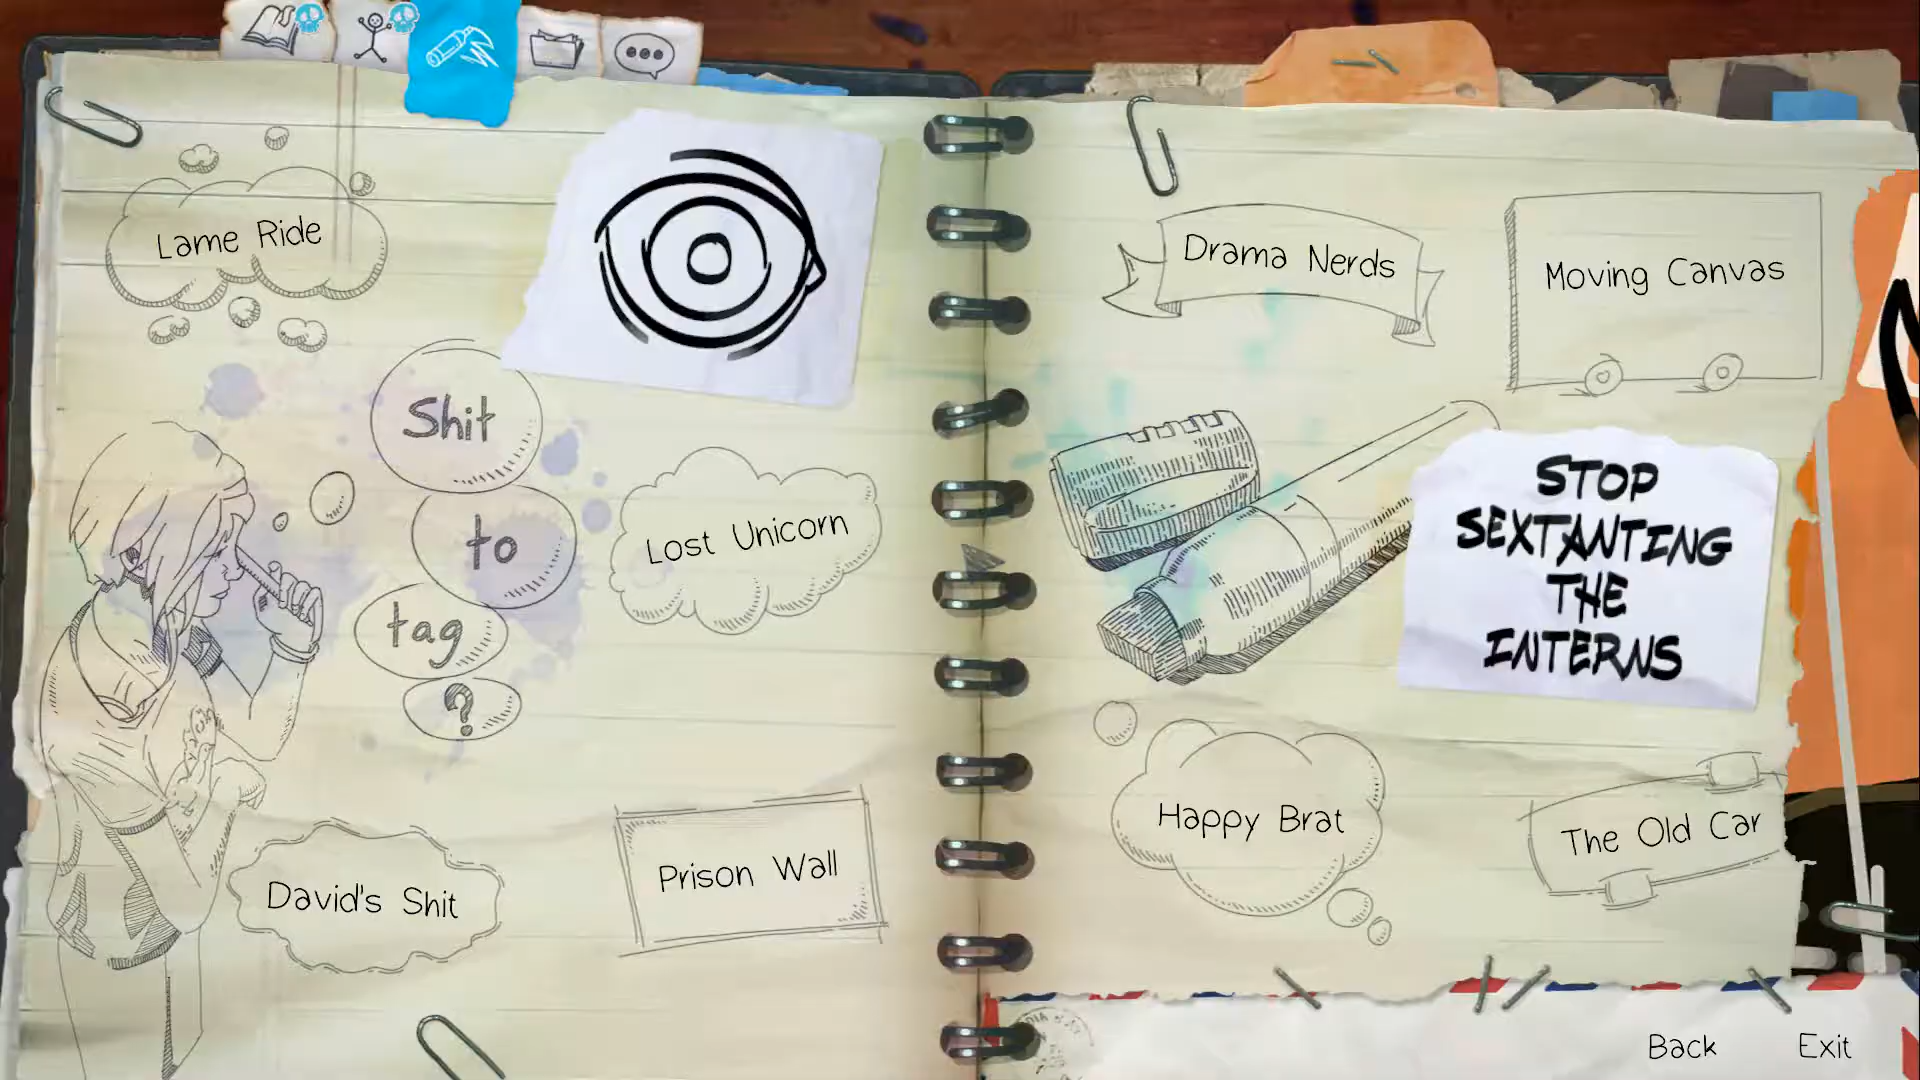 Lame Ride
Shit
to
tag
?
Lost Unicorn
David's Shit
Prison Wall
Drama Nerds
Moving Canvas
STOP
SEXTANTING
THE
INTERNS
Happy Brat
The Old Car
Back
Exit